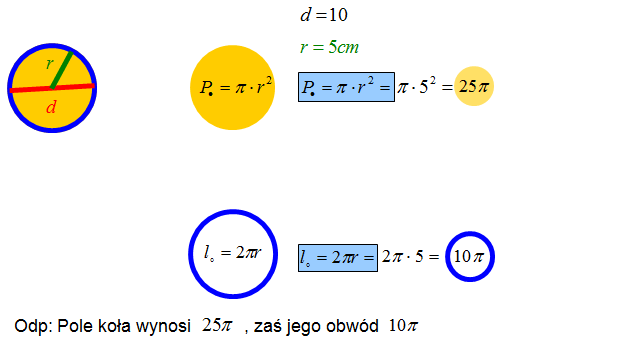 d =10
r = 5cm
r
d
P● = π · r²
P● = π · r² = π · 5² = 25π
l○ = 2πr
l○ = 2πr = 2π · 5 = 10π
Odp: Pole koła wynosi 25π , zaś jego obwód 10π